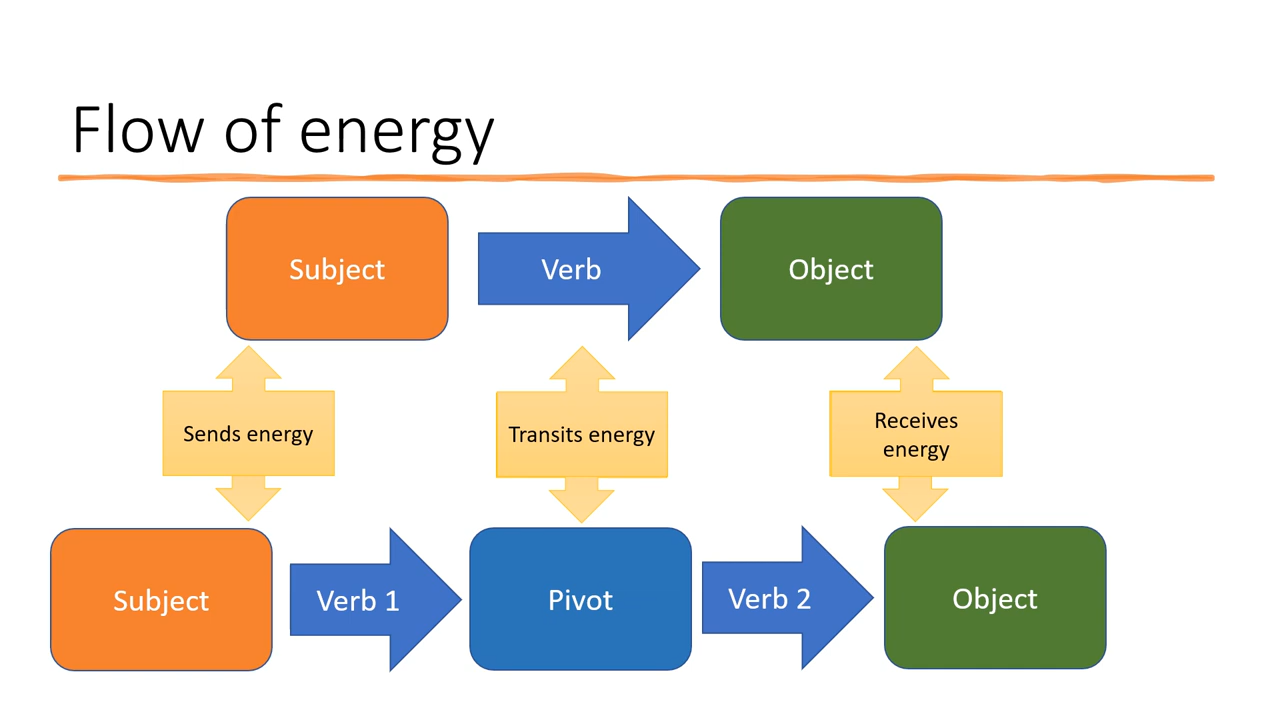 Flow of energy
Subject
Verb
Object
Sends energy
Transits energy
Receives
energy
Subject
Verb 1
Pivot
Verb 2
Object